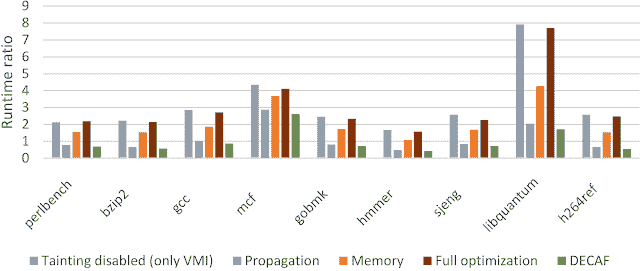 Runtime ratio
9
8
7
6
5
4
3
2
1
0
perlbench
bzip2
gcc
mcf
gobmk
hmmer
sjeng
libquantum
h264ref
Tainting disabled (only VMI) Propagation Memory Full optimization DECAF